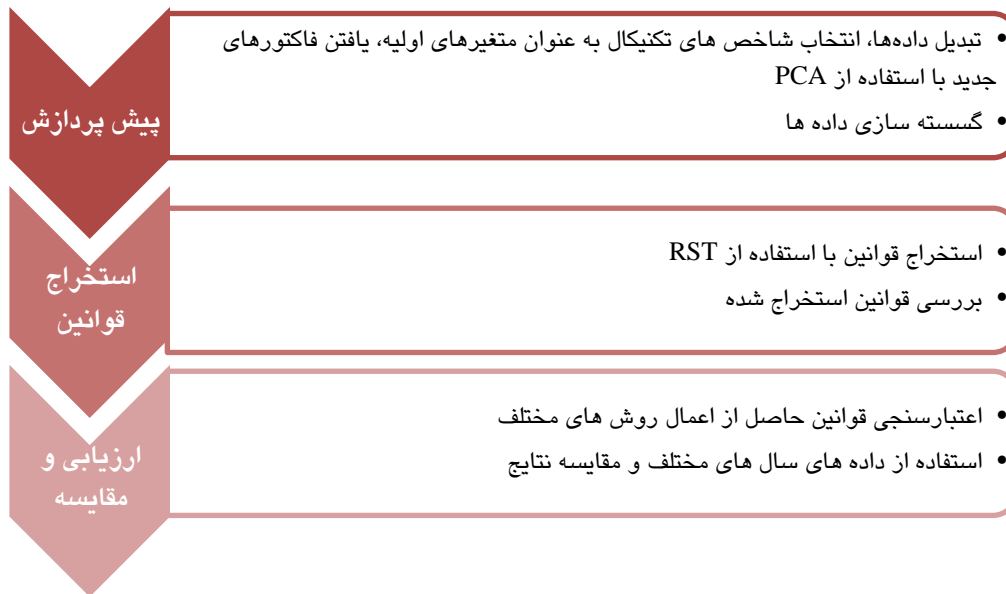 پیش پردازش
• تبدیل داده‌ها، انتخاب شاخص های تکنیکال به عنوان متغیرهای اولیه، یافتن فاکتورهای
جدید با استفاده از PCA
• گسسته سازی داده ها
استخراج
قوانین
• استخراج قوانین با استفاده از RST
• بررسی قوانین استخراج شده
ارزیابی و
مقایسه
• اعتبارسنجی قوانین حاصل از اعمال روش های مختلف
• استفاده از داده های سال های مختلف و مقایسه نتایج